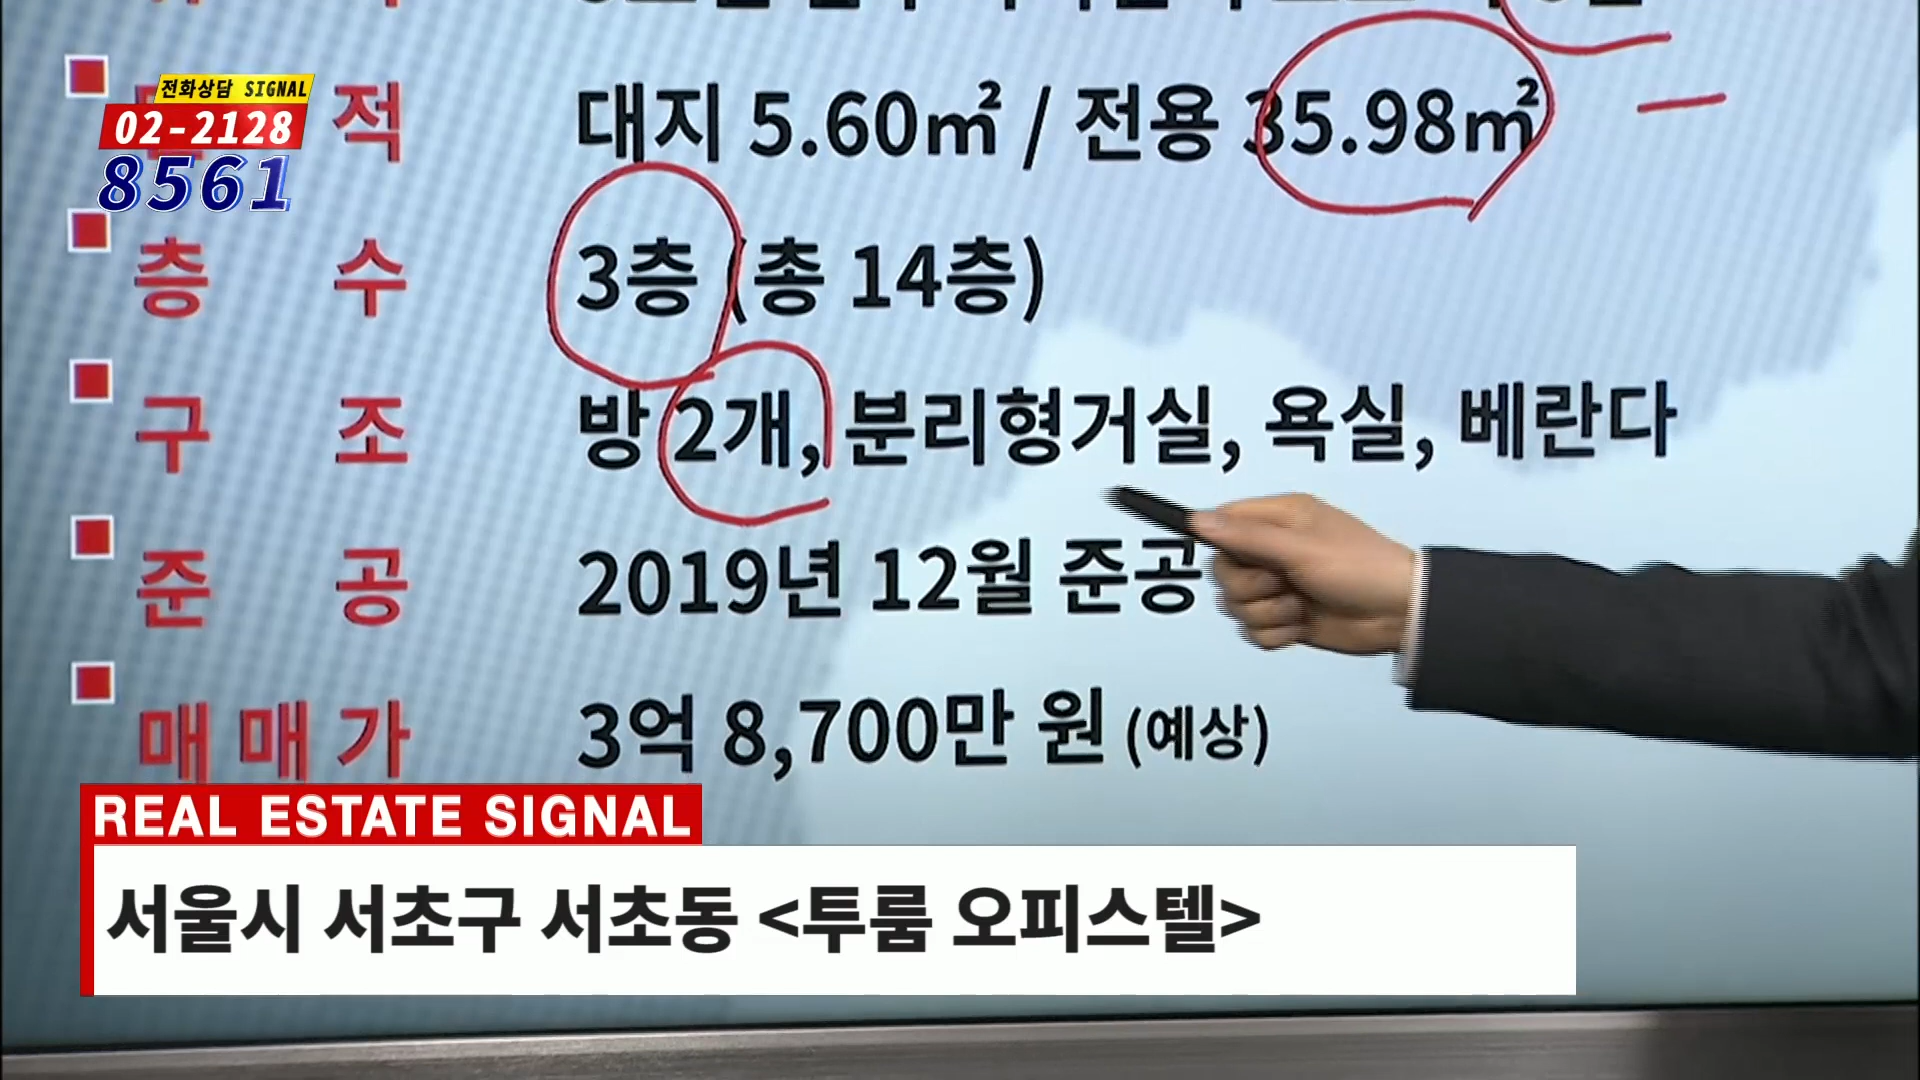 전화상담 SIGNAL
02-2128
8561
적 대지 5.60㎡ / 전용 35.98㎡
층 수 3층 (총 14층)
구 조 방 2개, 분리형거실, 욕실, 베란다
준 공 2019년 12월 준공
매 매 가 3억 8,700만 원 (예상)
REAL ESTATE SIGNAL
서울시 서초구 서초동 <투룸 오피스텔>